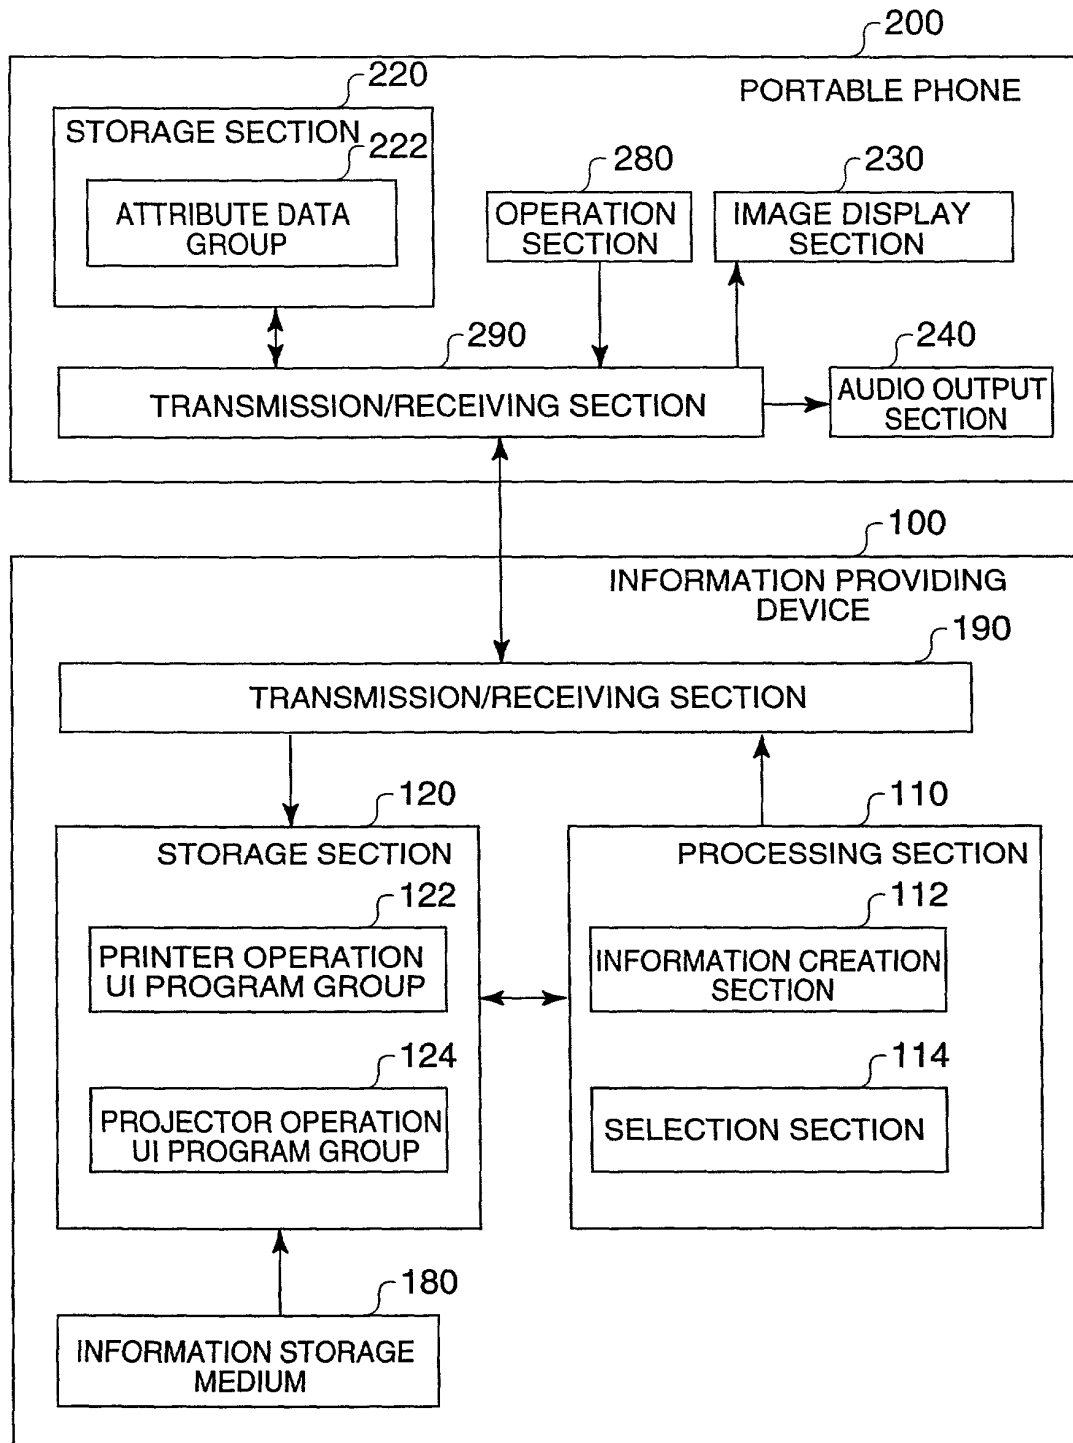 200
PORTABLE PHONE
220
STORAGE SECTION
222
ATTRIBUTE DATA
GROUP
280
OPERATION
SECTION
230
IMAGE DISPLAY
SECTION
290
TRANSMISSION/RECEIVING SECTION
240
AUDIO OUTPUT
SECTION
100
INFORMATION PROVIDING
DEVICE
190
TRANSMISSION/RECEIVING SECTION
120
STORAGE SECTION
122
PRINTER OPERATION
UI PROGRAM GROUP
124
PROJECTOR OPERATION
UI PROGRAM GROUP
110
PROCESSING SECTION
112
INFORMATION CREATION
SECTION
114
SELECTION SECTION
180
INFORMATION STORAGE
MEDIUM